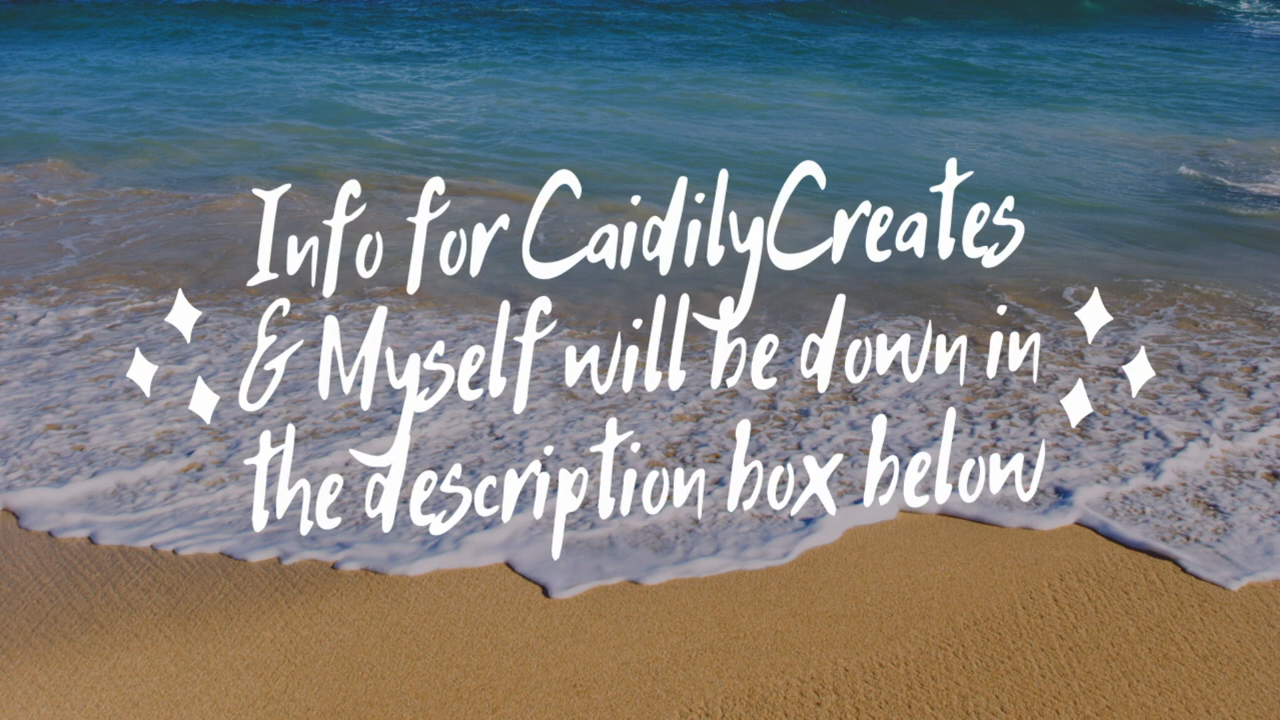 Info for CaidilyCreates
& Myself will be down in
the description box below